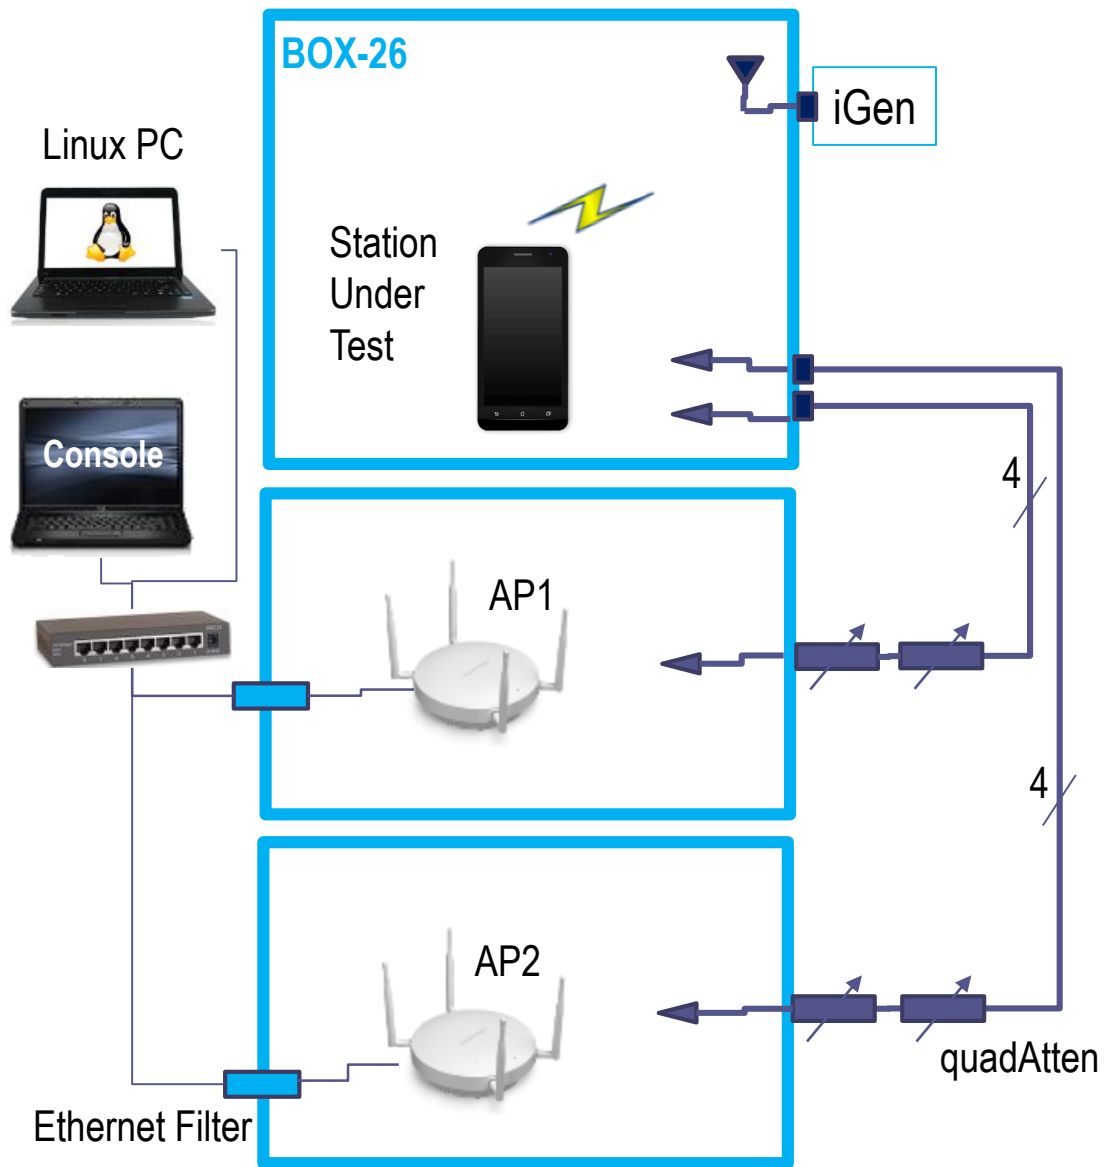 BOX-26
iGen
Linux PC
Station
Under
Test
Console
4
AP1
4
AP2
quadAtten
Ethernet Filter